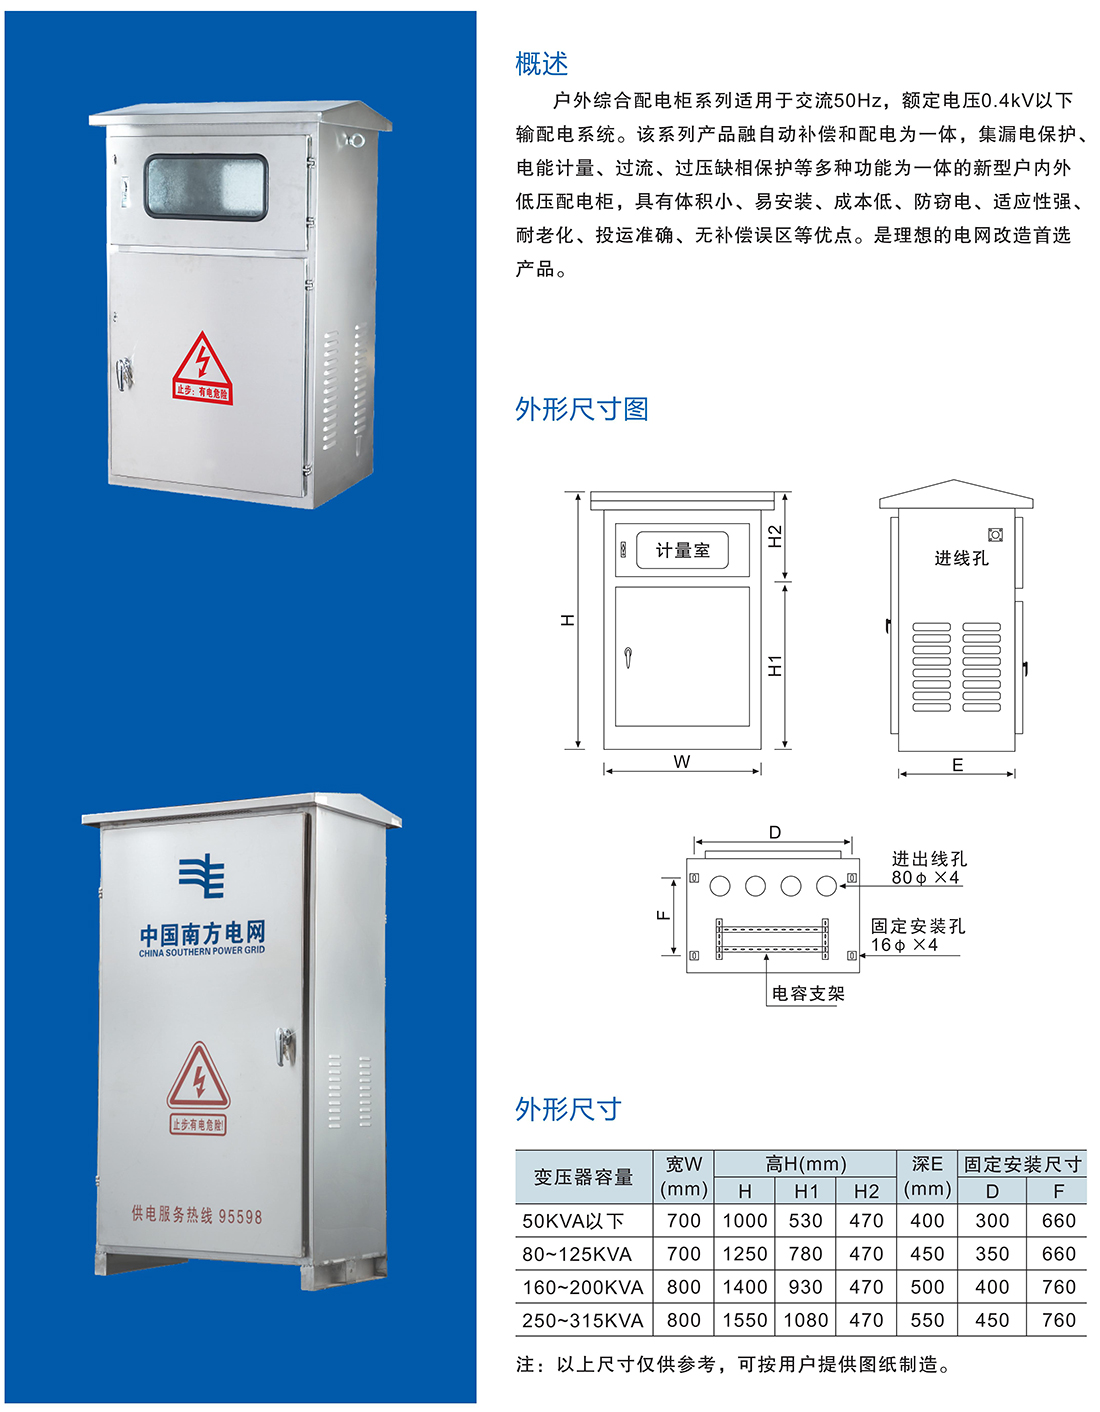 概述
户外综合配电柜系列适用于交流50Hz，额定电压0.4kV以下
输配电系统。该系列产品融自动补偿和配电为一体，集漏电保护、
电能计量、过流、过压缺相保护等多种功能为一体的新型户内外
低压配电柜，具有体积小、易安装、成本低、防窃电、适应性强、
耐老化、投运准确、无补偿误区等优点。是理想的电网改造首选
产品。
止步：有电危险
外形尺寸图
计量室
H
H2
H1
W
进线孔
E
中国南方电网
CHINA SOUTHERN POWER GRID
止步:有电危险!
供电服务热线 95598
D
F
进出线孔
80φ×4
固定安装孔
16φ×4
电容支架
外形尺寸
变压器容量 宽W (mm) 高H(mm) 深E (mm) 固定安装尺寸
H H1 H2 D F
50KVA以下 700 1000 530 470 400 300 660
80~125KVA 700 1250 780 470 450 350 660
160~200KVA 800 1400 930 470 500 400 760
250~315KVA 800 1550 1080 470 550 450 760
注：以上尺寸仅供参考，可按用户提供图纸制造。